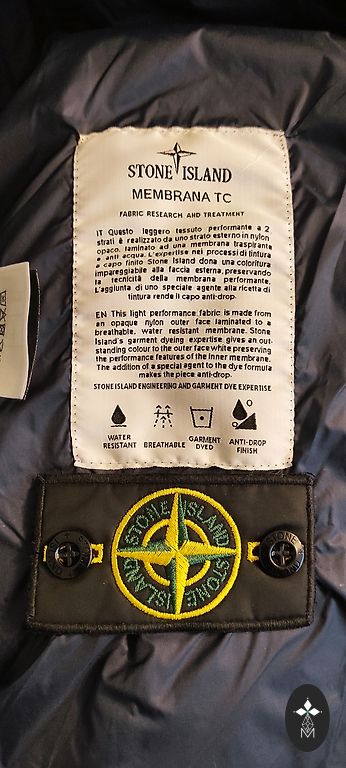 STONE ISLAND
MEMBRANA TC
FABRIC RESEARCH AND TREATMENT
IT Questo leggero tessuto performante a 2
strati è realizzato da uno strato esterno in nylon
opaco, laminato ad una membrana traspirante
e anti acqua. L'expertise nei processi di tintura
a capo finito Stone Island dona una coloritura
impareggiabile alla faccia esterna, preservando
la tecnicità della membrana performante.
L'aggiunta di uno speciale agente alla ricetta di
tintura rende il capo anti-drop.
EN This light performance fabric is made from
an opaque nylon outer face laminated to a
breathable, water resistant membrane. Stone
Island's garment dyeing expertise gives an out-
standing colour to the outer face while preserving
the performance features of the inner membrane.
The addition of a special agent to the dye formula
makes the piece anti-drop.
STONE ISLAND ENGINEERING AND GARMENT DYE EXPERTISE
WATER
RESISTANT
BREATHABLE
GARMENT
DYED
ANTI-DROP
FINISH
STONE ISLAND
STONE ISLAND
STONE